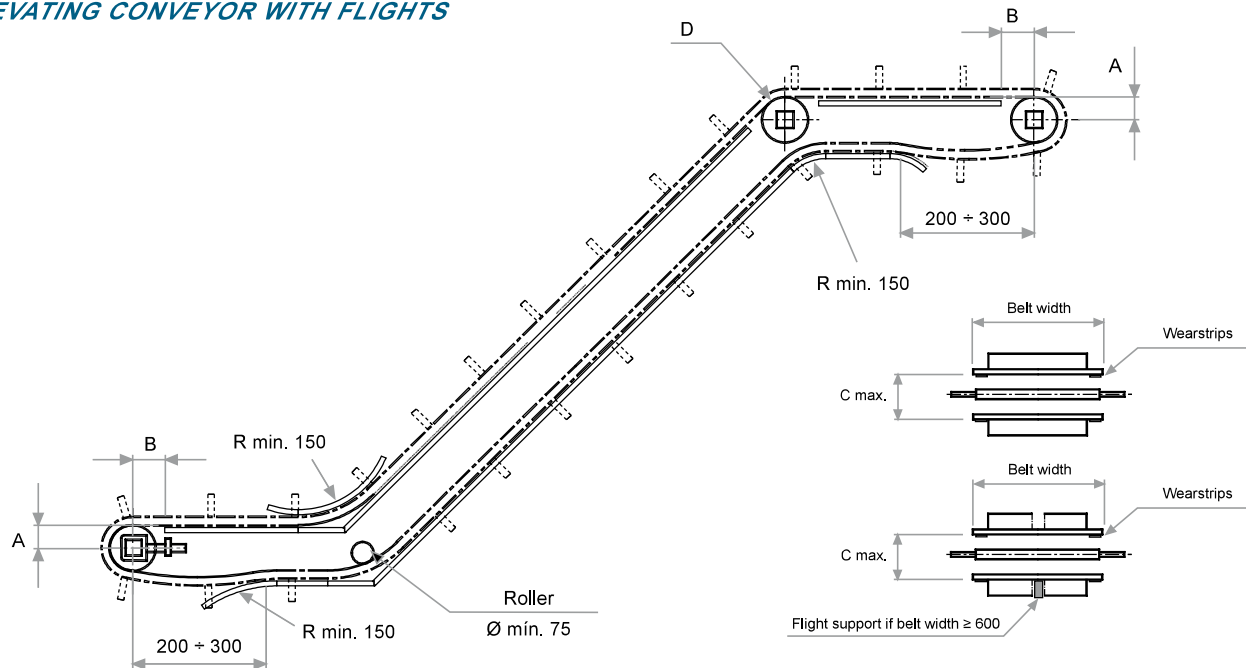 EVATING CONVEYOR WITH FLIGHTS
D
B
A
200 ÷ 300
R min. 150
Belt width
Wearstrips
C max.
R min. 150
B
A
Belt width
Wearstrips
C max.
Roller
Ø mín. 75
R min. 150
200 ÷ 300
Flight support if belt width ≥ 600